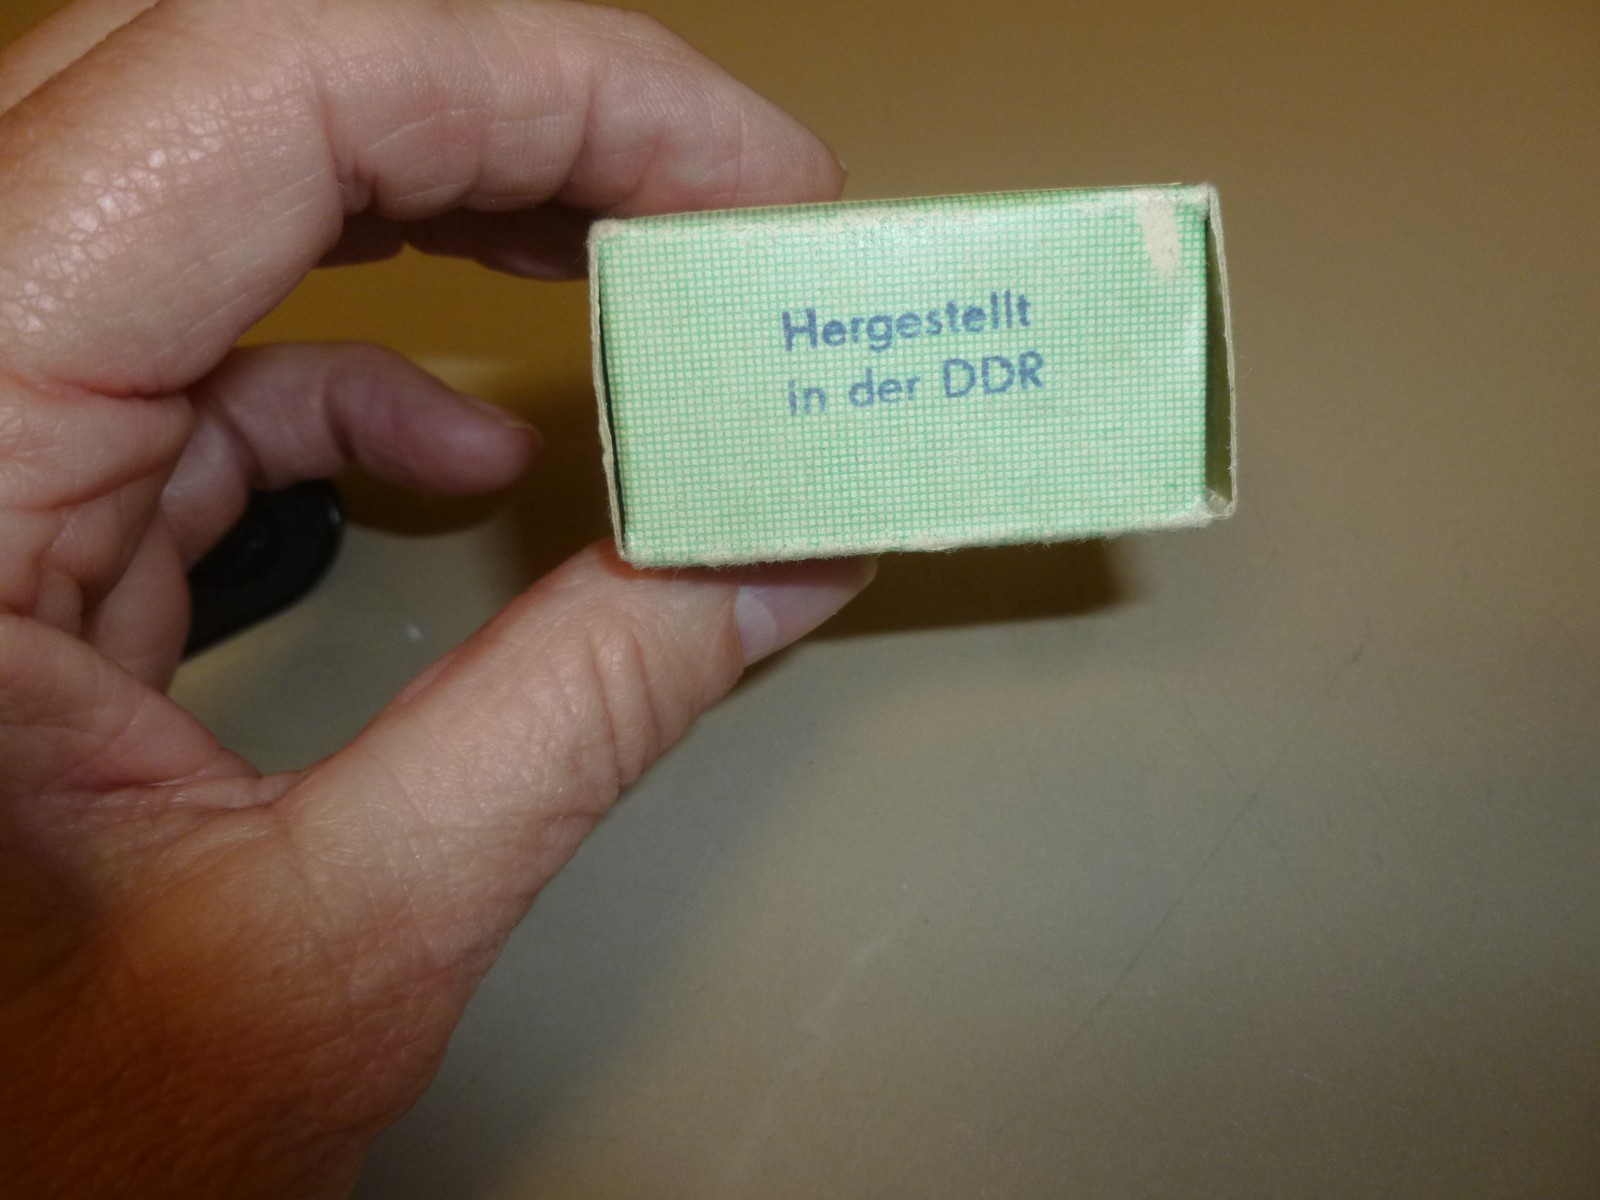 Hergestellt
in der DDR